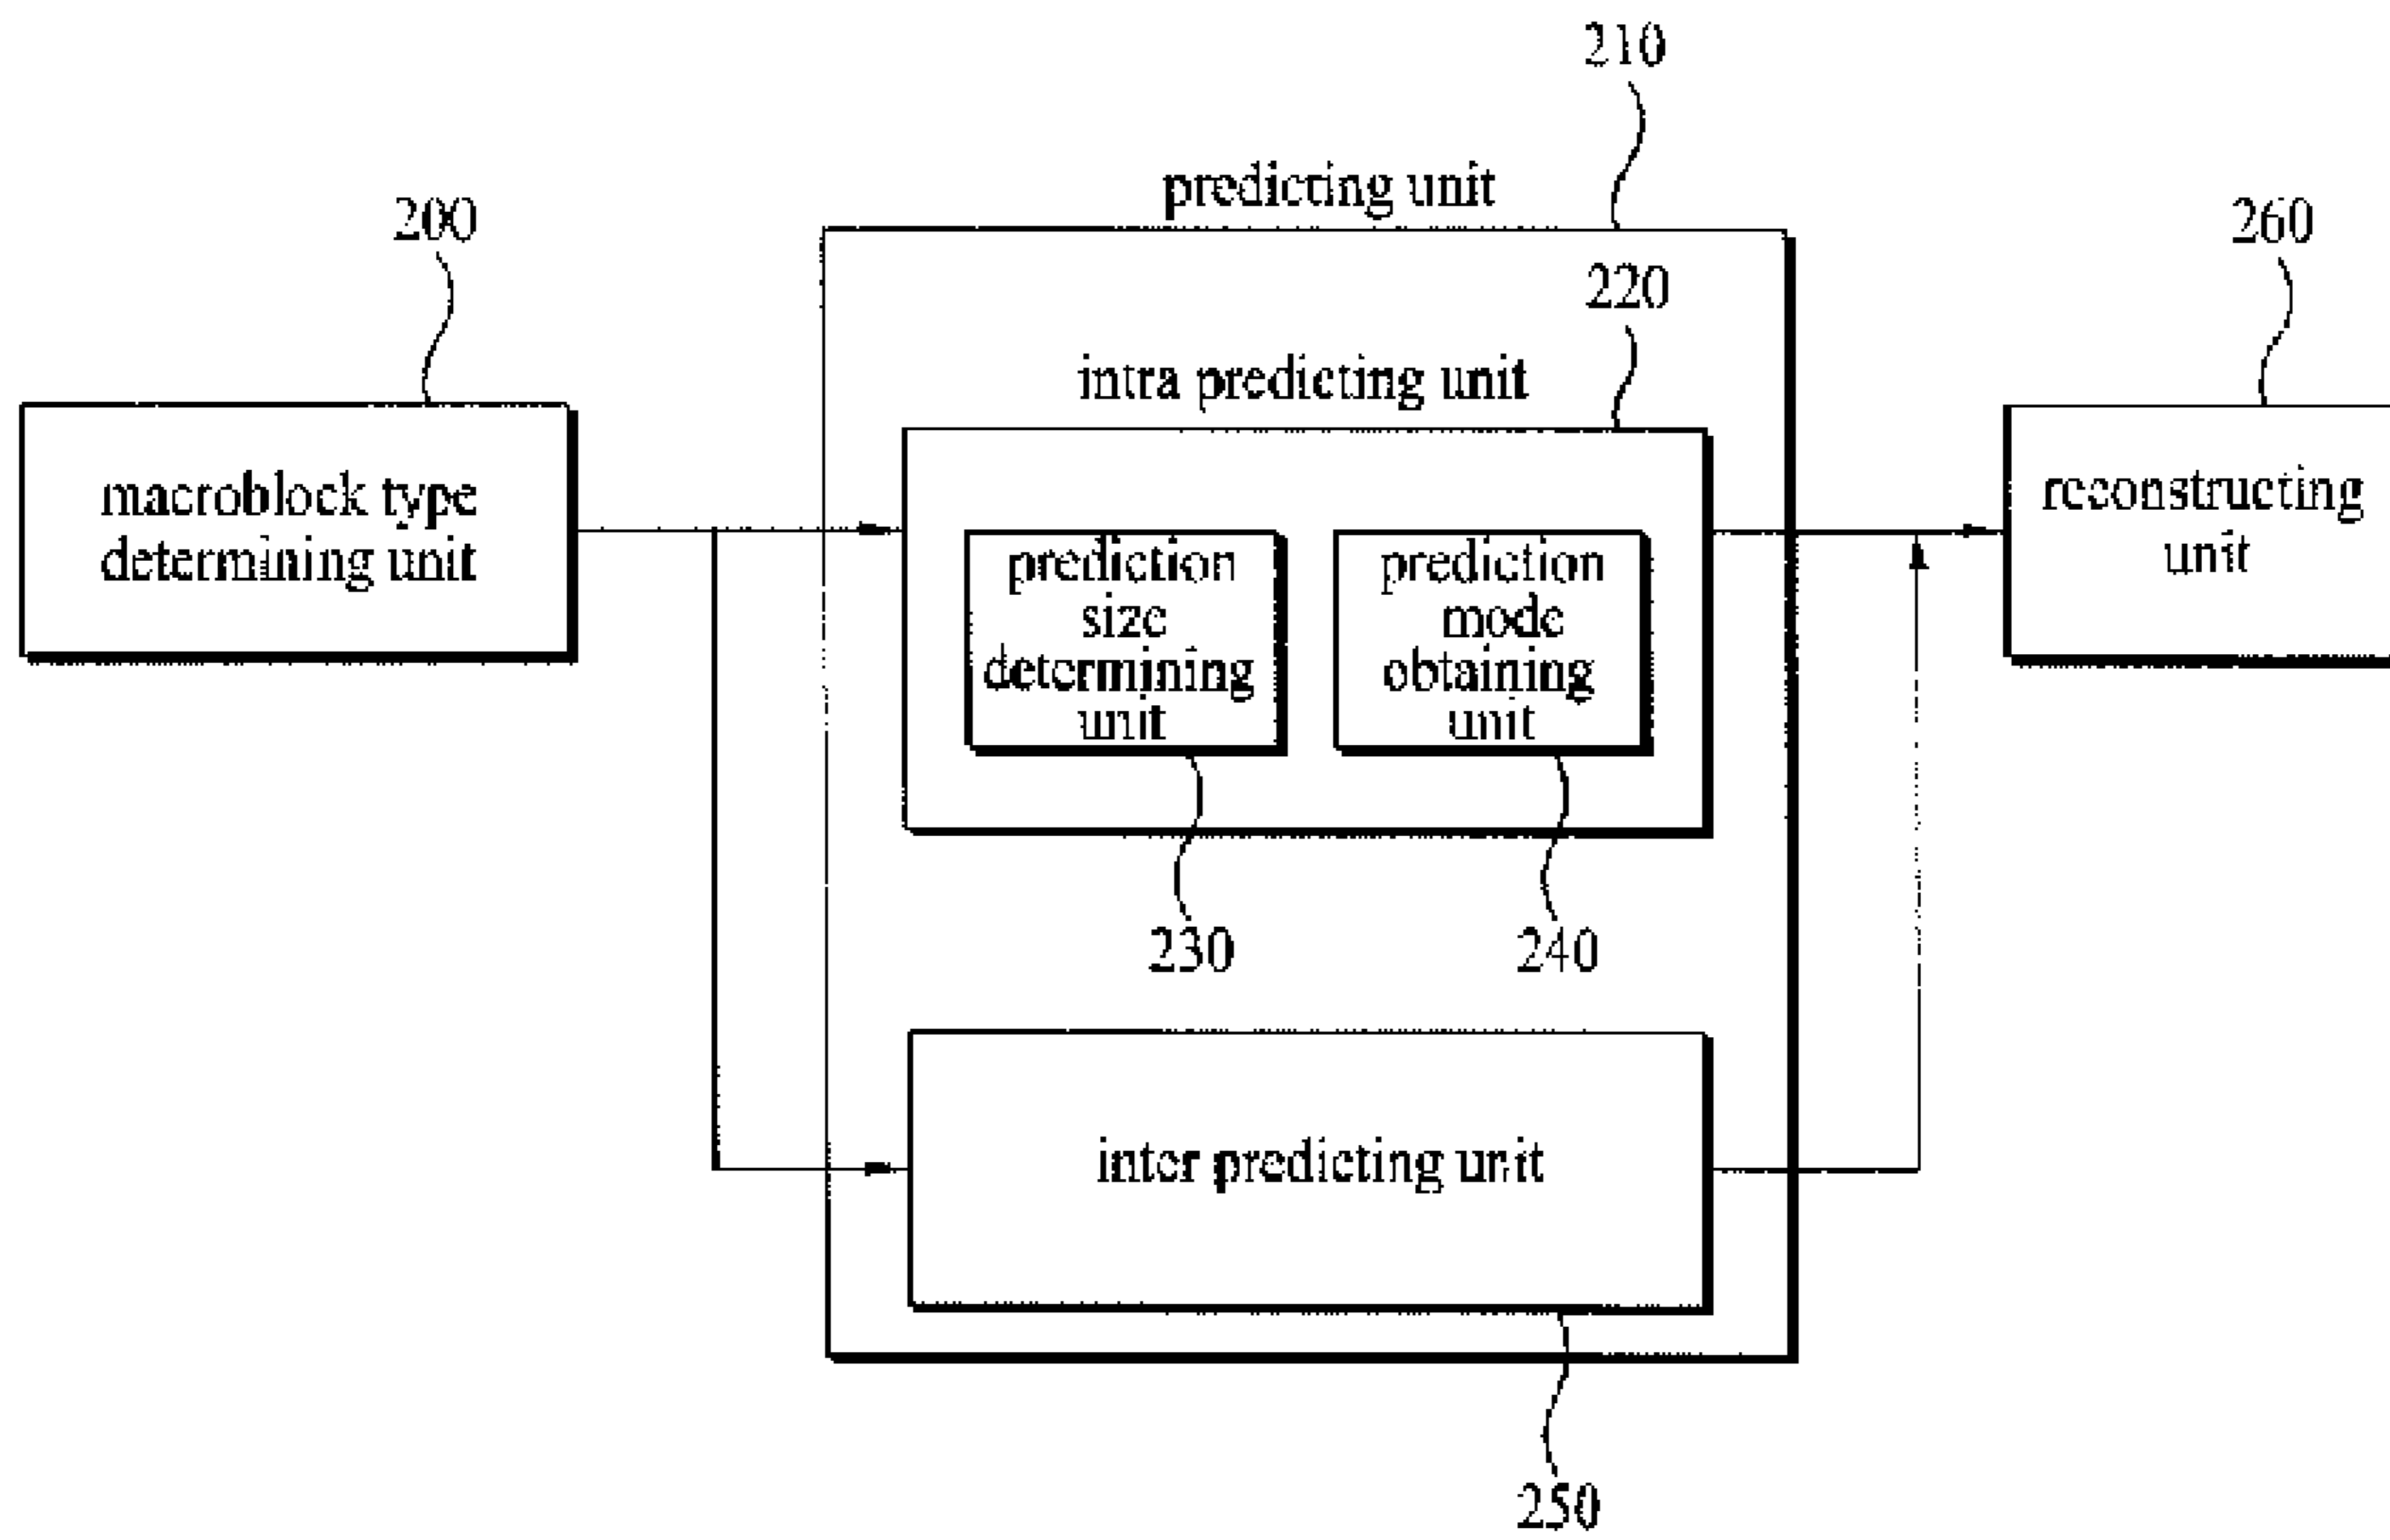 210
predicting unit
200
260
220
intra predicting unit
macroblock type
determining unit
prediction
size
determining
unit
prediction
mode
obtaining
unit
reconstructing
unit
230
240
inter predicting unit
250